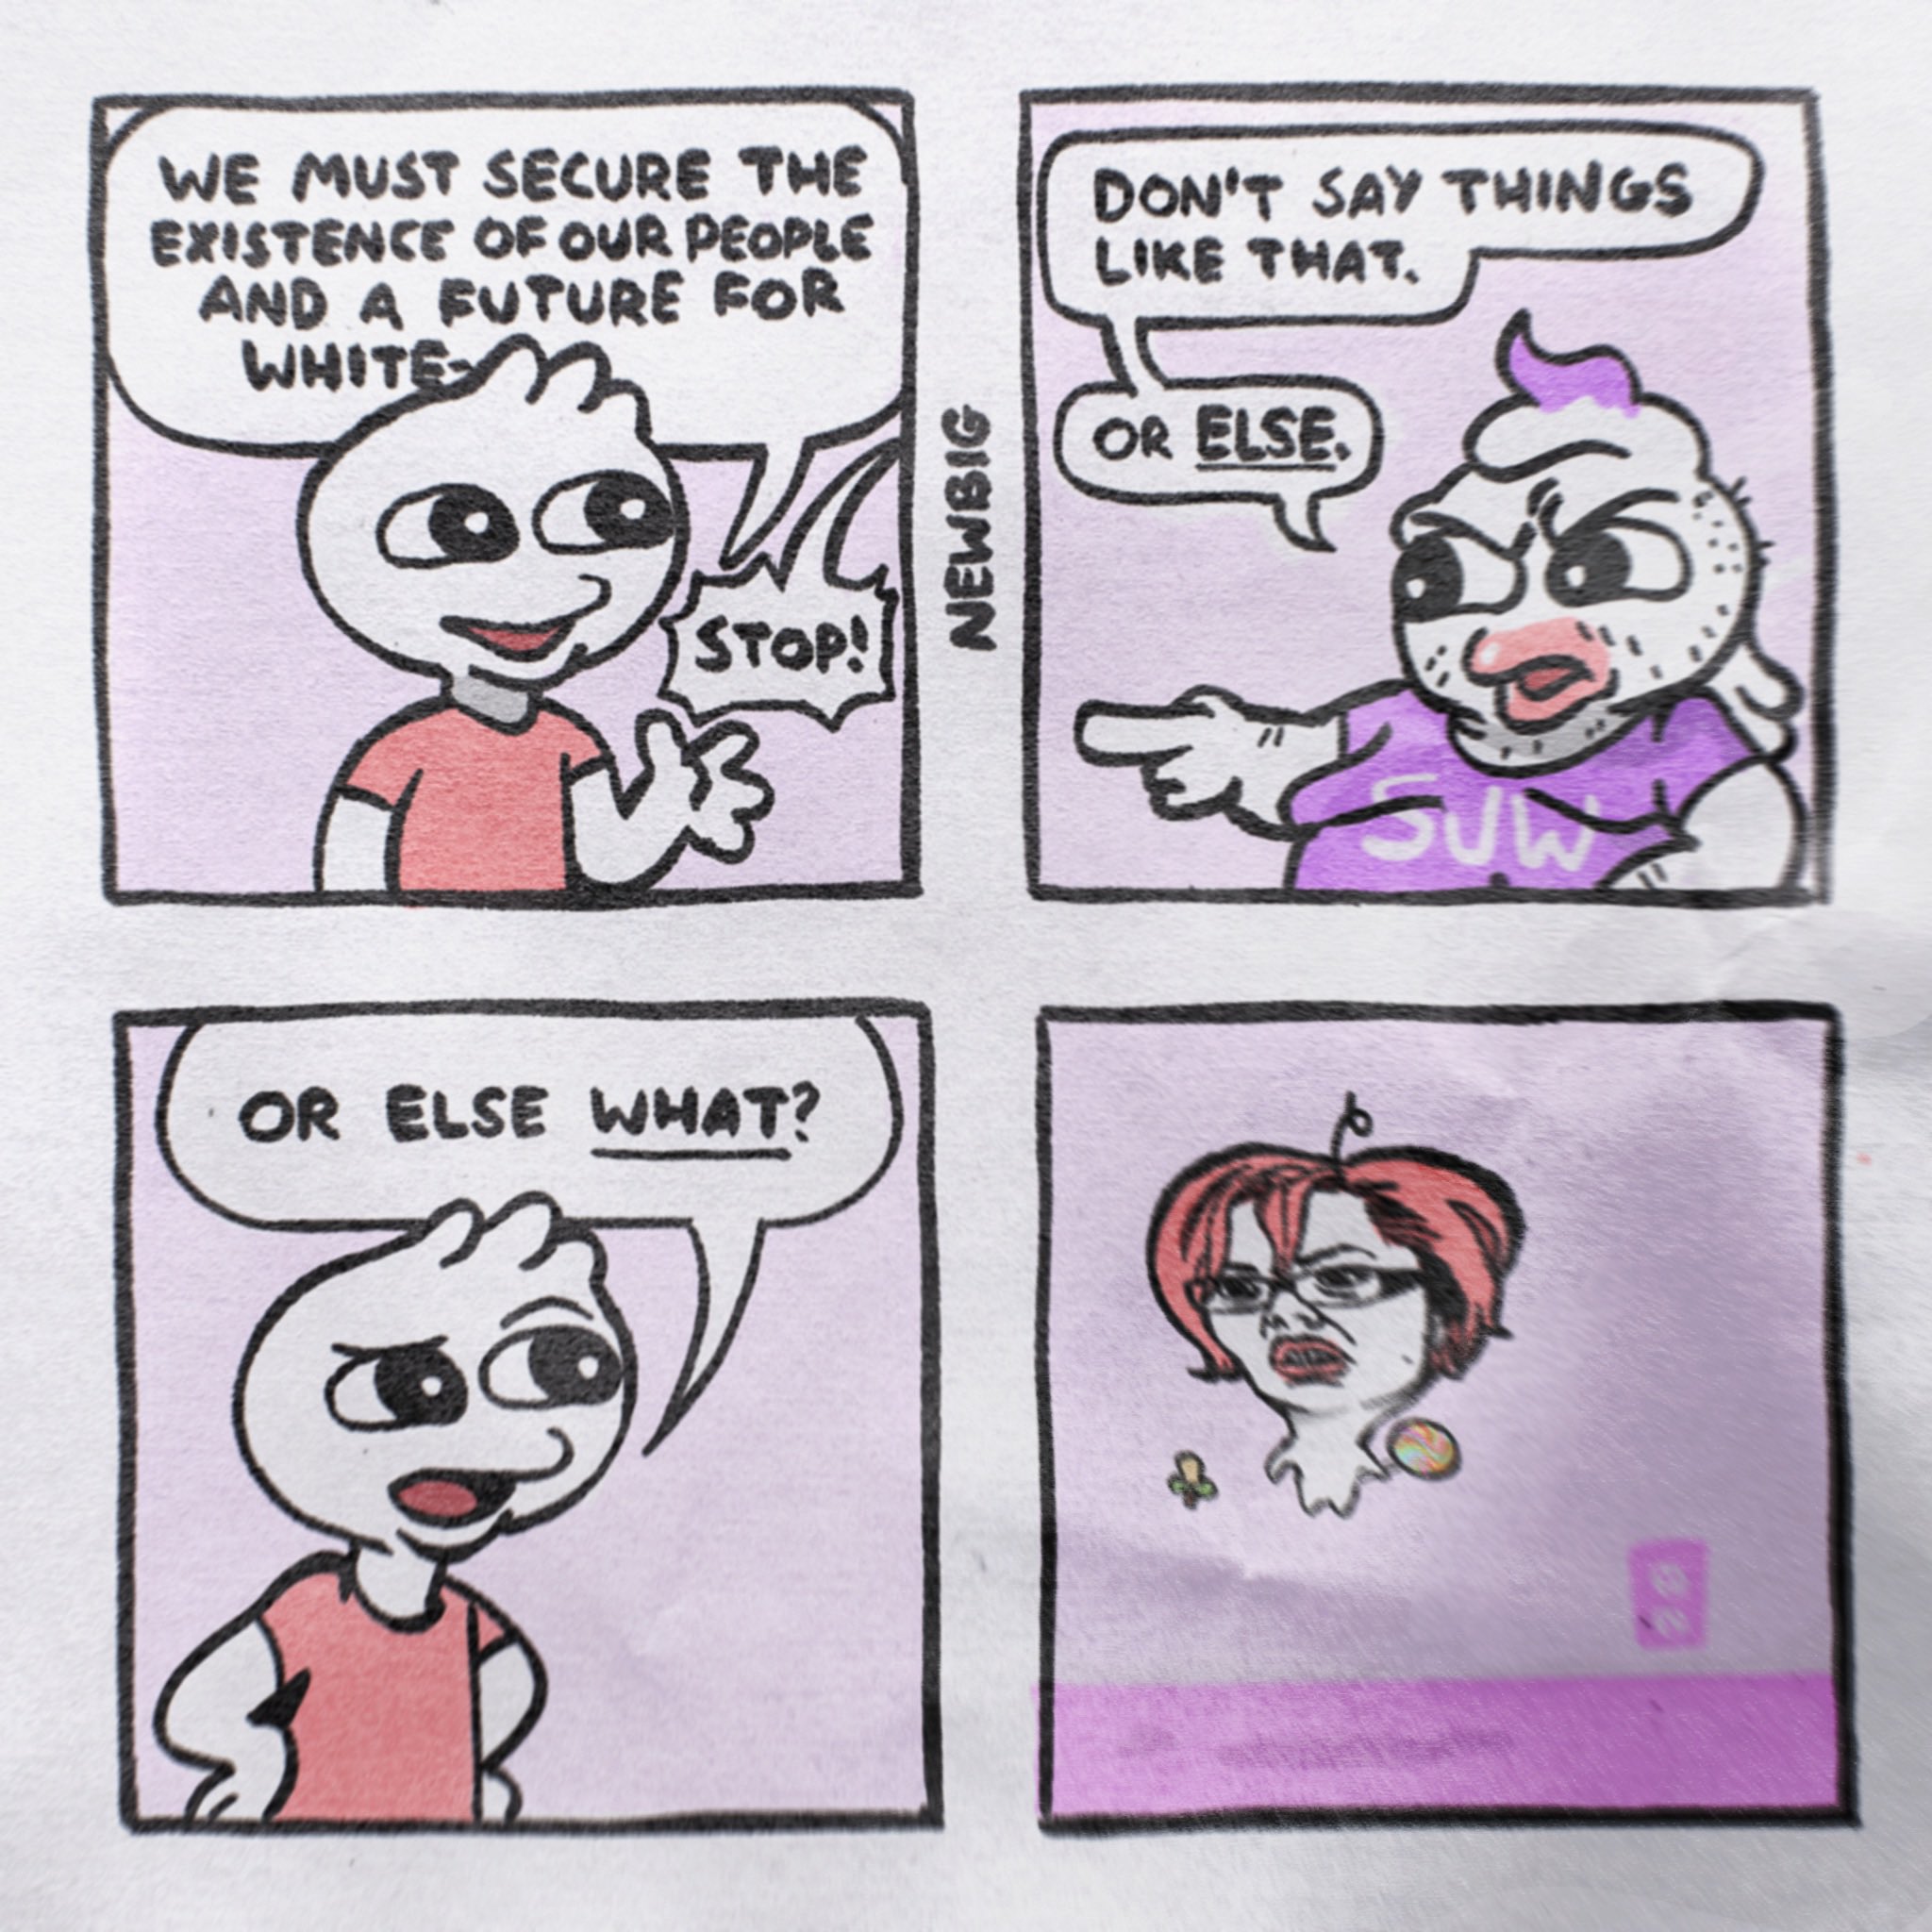 WE MUST SECURE THE
EXISTENCE OF OUR PEOPLE
AND A FUTURE FOR
WHITE-
STOP!
NEWBIG
DON'T SAY THINGS
LIKE THAT.
OR ELSE.
SJW
OR ELSE WHAT?